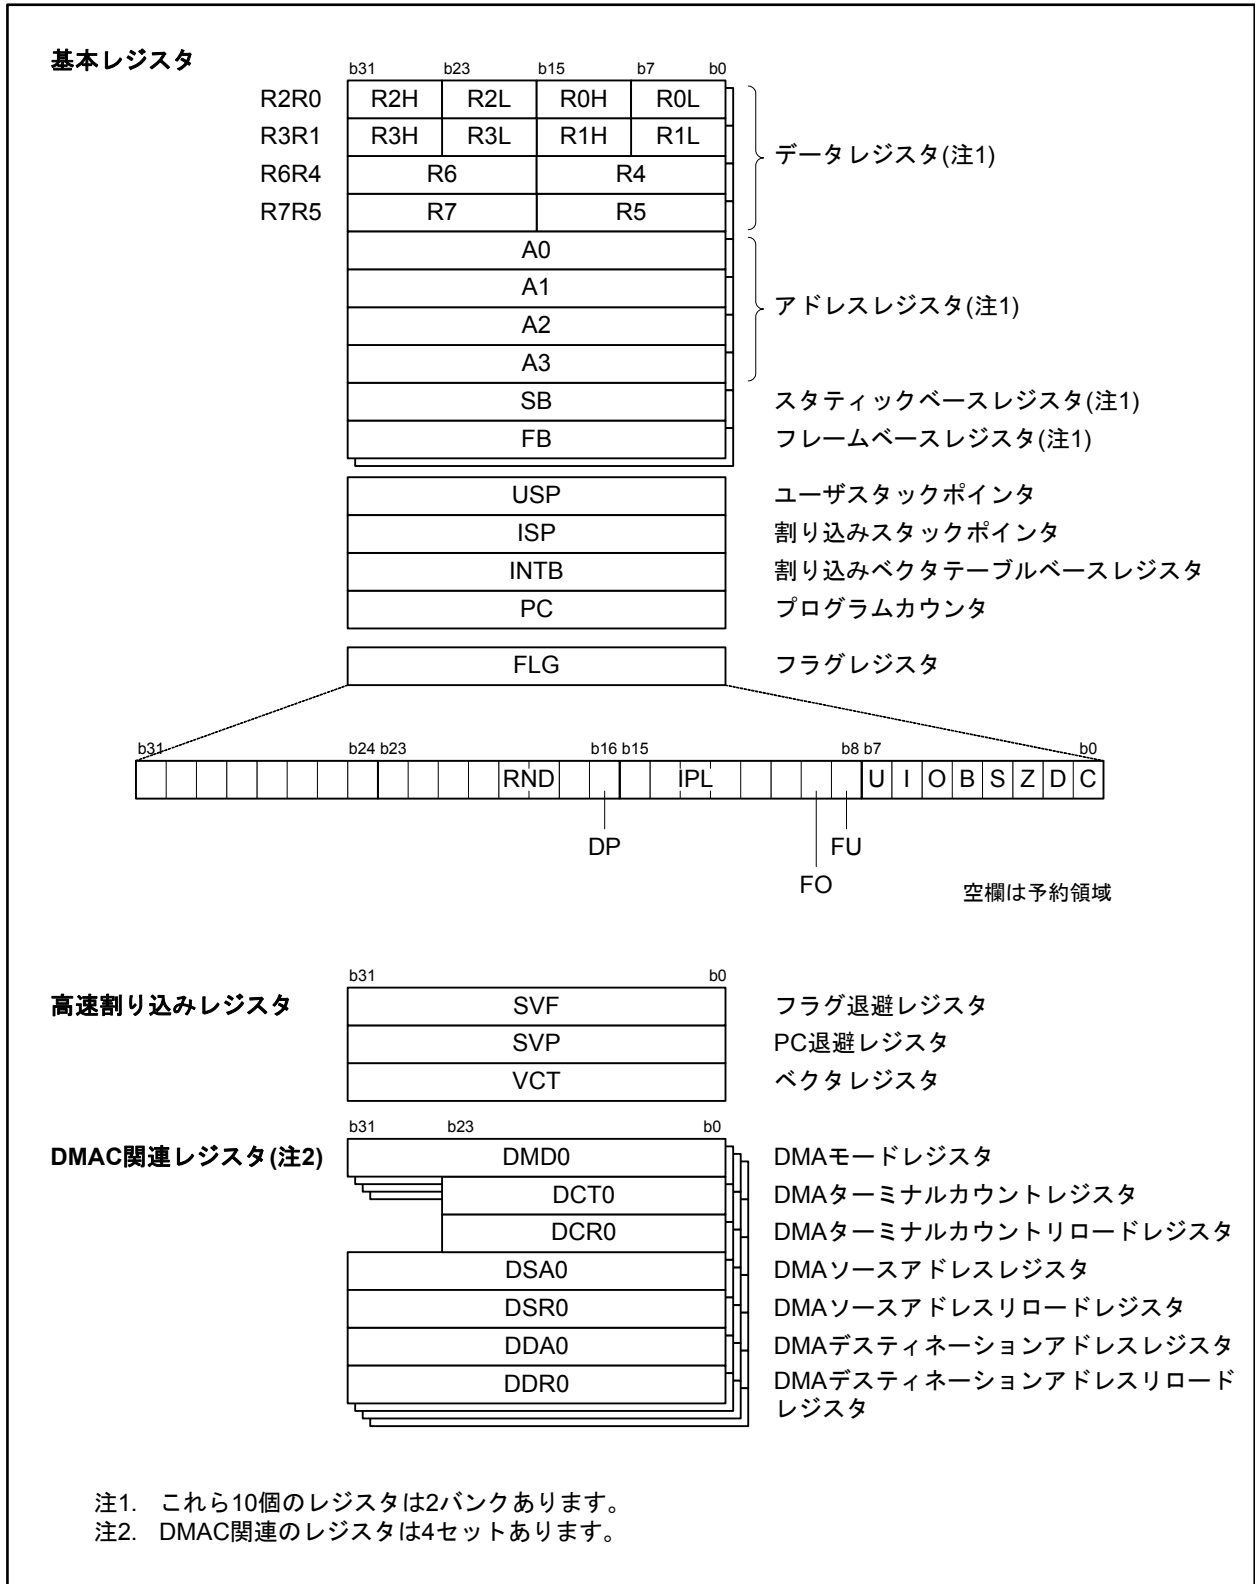 基本レジスタ
b31 b23 b15 b7 b0
R2R0 R2H R2L R0H R0L
R3R1 R3H R3L R1H R1L
データレジスタ(注1)
R6R4 R6 R4
R7R5 R7 R5
A0
A1
アドレスレジスタ(注1)
A2
A3
SB スタティックベースレジスタ(注1)
FB フレームベースレジスタ(注1)
USP ユーザスタックポインタ
ISP 割り込みスタックポインタ
INTB 割り込みベクタテーブルベースレジスタ
PC プログラムカウンタ
FLG フラグレジスタ
b31 b24 b23 b16 b15 b8 b7 b0
RND IPL U I O B S Z D C
DP FU
FO
空欄は予約領域
b31 b0
高速割り込みレジスタ SVF フラグ退避レジスタ
SVP PC退避レジスタ
VCT ベクタレジスタ
b31 b23 b0
DMAC関連レジスタ(注2) DMD0 DMAモードレジスタ
DCT0 DMAターミナルカウントレジスタ
DCR0 DMAターミナルカウントリロードレジスタ
DSA0 DMAソースアドレスレジスタ
DSR0 DMAソースアドレスリロードレジスタ
DDA0 DMAデスティネーションアドレスレジスタ
DDR0 DMAデスティネーションアドレスリロード
レジスタ
注1. これら10個のレジスタは2バンクあります。
注2. DMAC関連のレジスタは4セットあります。